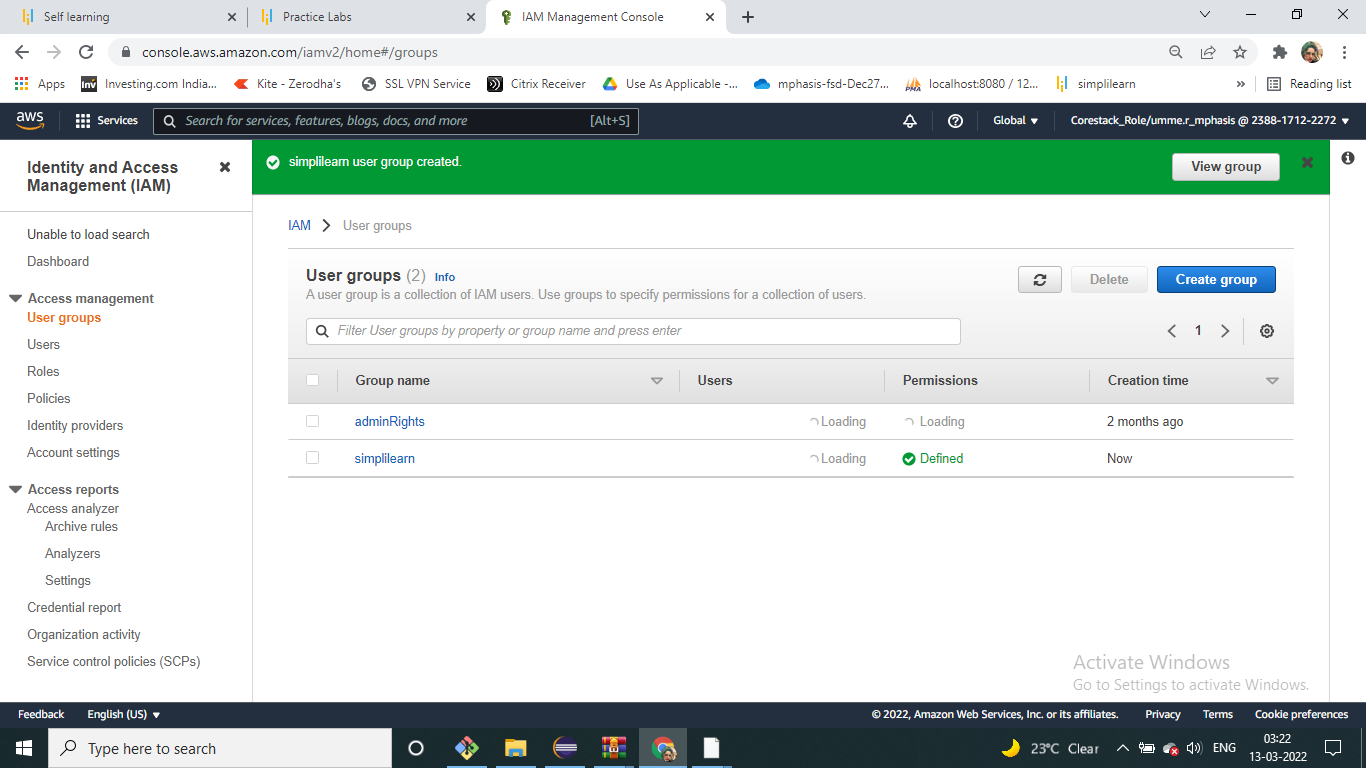 Self learning
Practice Labs
IAM Management Console
console.aws.amazon.com/iamv2/home#/groups
Apps
inv Investing.com India...
Kite - Zerodha's
SSL VPN Service
Citrix Receiver
Use As Applicable -...
mphasis-fsd-Dec27...
localhost:8080 / 12...
simplilearn
»
Reading list
aws
Services
Search for services, features, blogs, docs, and more [Alt+S]
Global
Corestack_Role/umme.r_mphasis @ 2388-1712-2272
Identity and Access
Management (IAM)
Unable to load search
Dashboard
Access management
User groups
Users
Roles
Policies
Identity providers
Account settings
Access reports
Access analyzer
Archive rules
Analyzers
Settings
Credential report
Organization activity
Service control policies (SCPs)
simplilearn user group created.
View group
IAM > User groups
User groups (2) Info
A user group is a collection of IAM users. Use groups to specify permissions for a collection of users.
Delete
Create group
Filter User groups by property or group name and press enter
1
Group name Users Permissions Creation time
adminRights Loading Loading 2 months ago
simplilearn Loading Defined Now
Activate Windows
Go to Settings to activate Windows.
Feedback English (US)
© 2022, Amazon Web Services, Inc. or its affiliates. Privacy Terms Cookie preferences
Type here to search
23°C Clear
ENG
03:22
13-03-2022